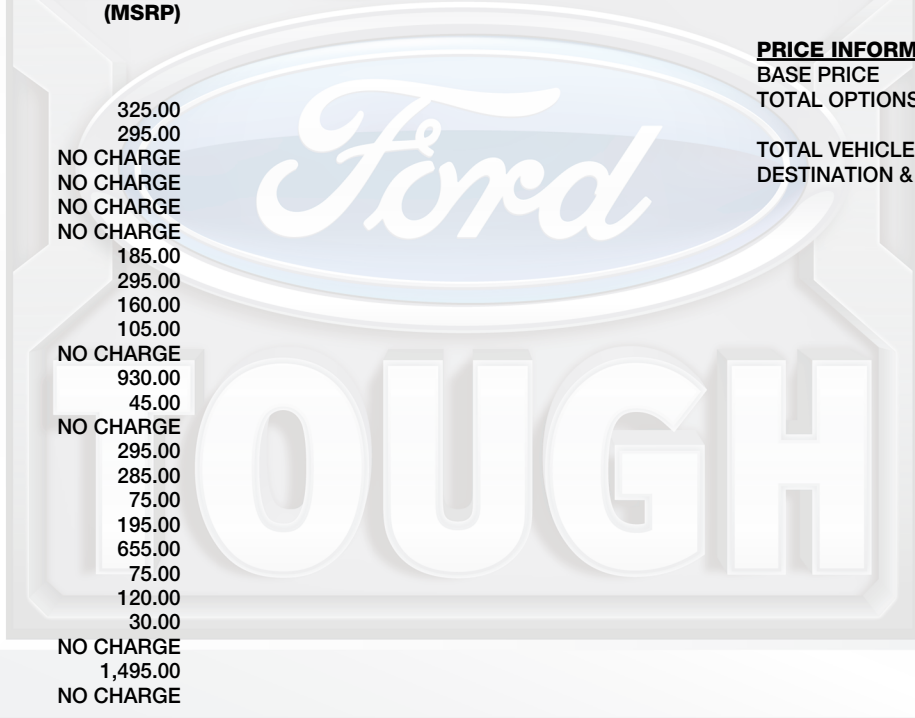 (MSRP)
325.00
295.00
NO CHARGE
NO CHARGE
NO CHARGE
NO CHARGE
185.00
295.00
160.00
105.00
NO CHARGE
930.00
45.00
NO CHARGE
295.00
285.00
75.00
195.00
655.00
75.00
120.00
30.00
NO CHARGE
1,495.00
NO CHARGE
PRICE INFORM
BASE PRICE
TOTAL OPTIONS
TOTAL VEHICLE
DESTINATION &
Ford
TOUGH